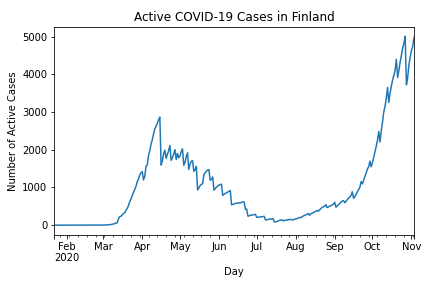 Active COVID-19 Cases in Finland
Number of Active Cases
5000
4000
3000
2000
1000
0
Feb Mar Apr May Jun Jul Aug Sep Oct Nov
2020
Day